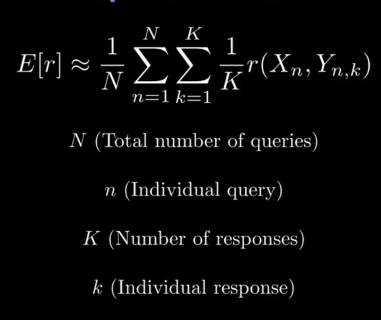 E[r] ≈ \frac{1}{N} \sum_{n=1}^{N} \sum_{k=1}^{K} \frac{1}{K} r(X_n, Y_{n,k})
N (Total number of queries)
n (Individual query)
K (Number of responses)
k (Individual response)